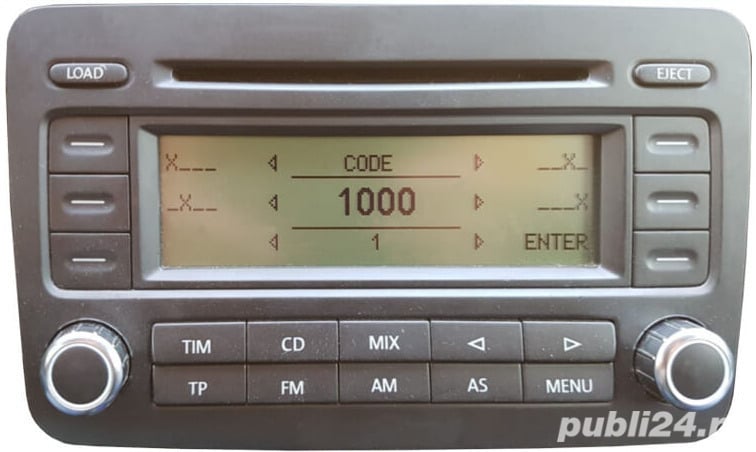 LOAD EJECT
X___ ◁ CODE ▷ __X_
_X__ ◁ 1000 ▷ ___X
◁ 1 ▷ ENTER
TIM CD MIX ◁ ▷
TP FM AM AS MENU
publi24.r